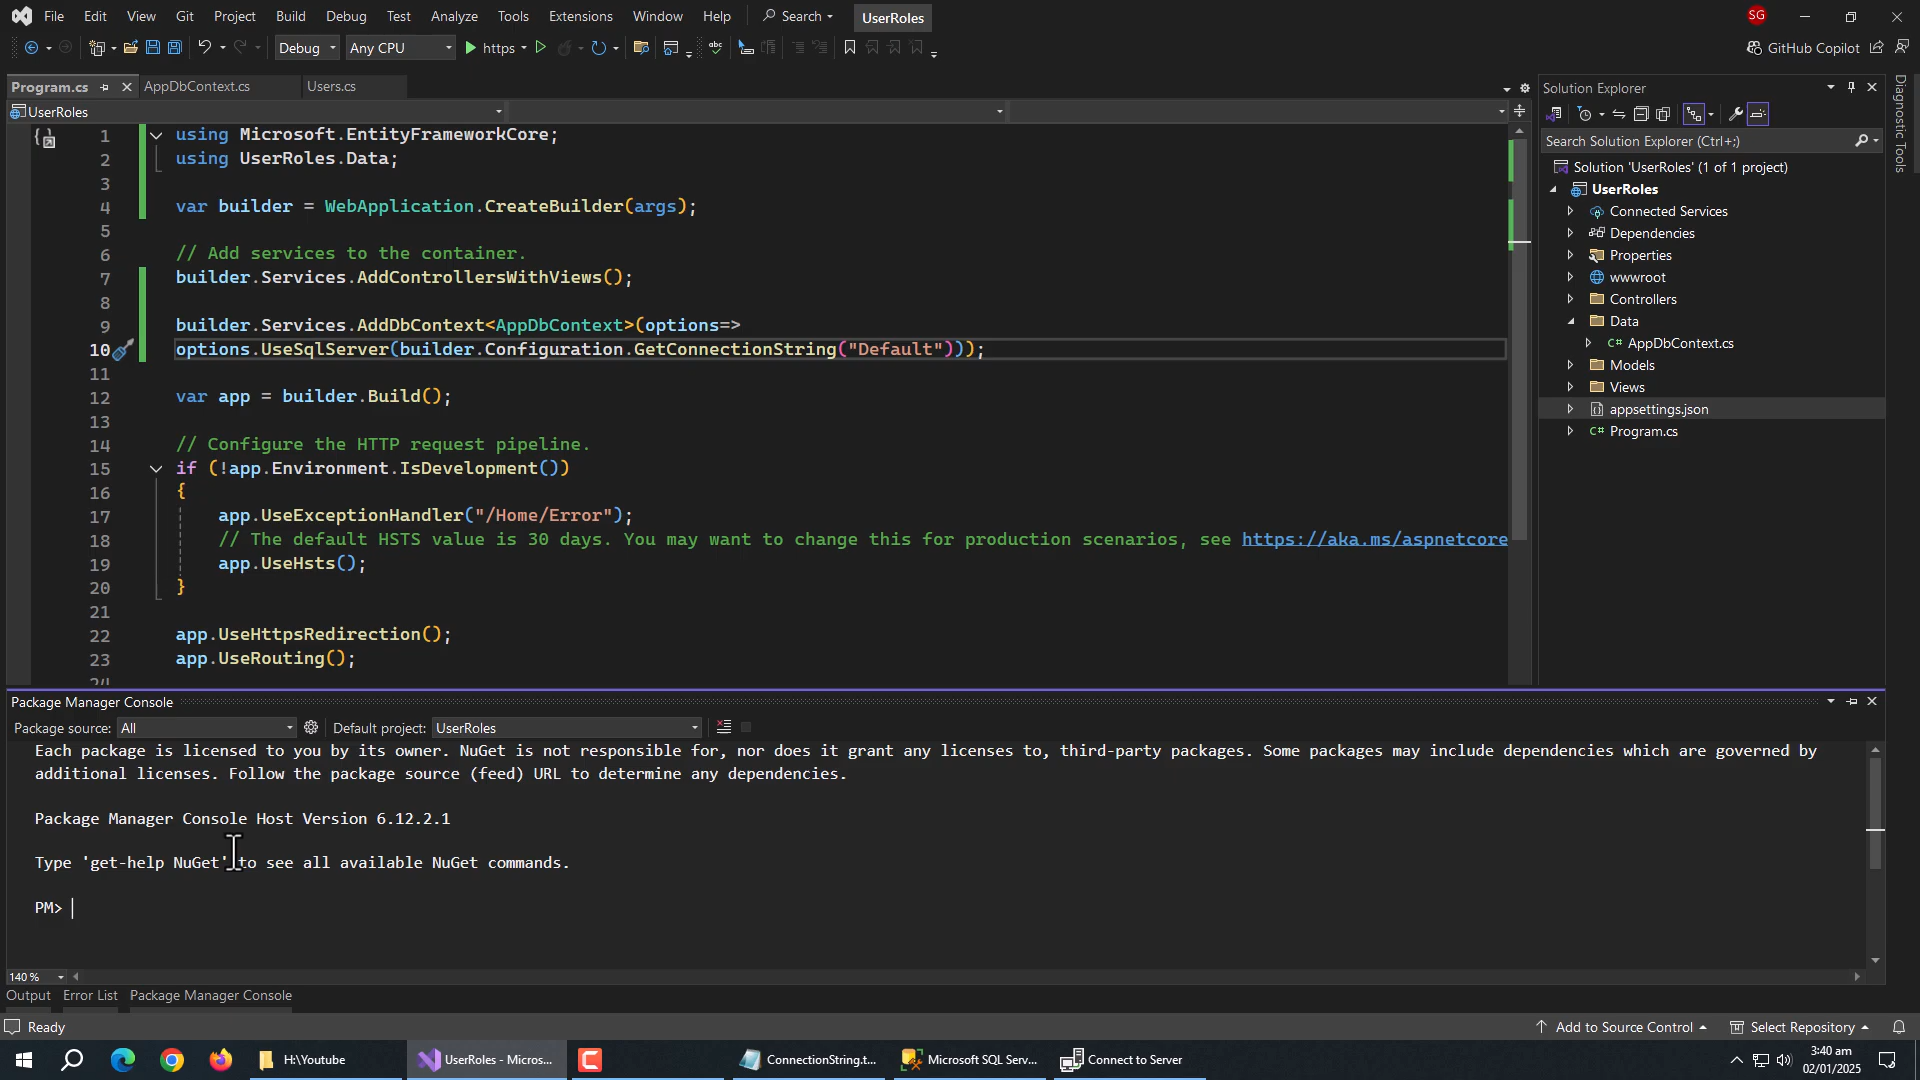 File Edit View Git Project Build Debug Test Analyze Tools Extensions Window Help Search UserRoles SG
Debug Any CPU https GitHub Copilot
Program.cs AppDbContext.cs Users.cs
UserRoles
1 using Microsoft.EntityFrameworkCore;
2 using UserRoles.Data;
3
4 var builder = WebApplication.CreateBuilder(args);
5
6 // Add services to the container.
7 builder.Services.AddControllersWithViews();
8
9 builder.Services.AddDbContext<AppDbContext>(options=>
10 options.UseSqlServer(builder.Configuration.GetConnectionString("Default")));
11
12 var app = builder.Build();
13
14 // Configure the HTTP request pipeline.
15 if (!app.Environment.IsDevelopment())
16 {
17 app.UseExceptionHandler("/Home/Error");
18 // The default HSTS value is 30 days. You may want to change this for production scenarios, see https://aka.ms/aspnetcore
19 app.UseHsts();
20 }
21
22 app.UseHttpsRedirection();
23 app.UseRouting();
24
Solution Explorer
Search Solution Explorer (Ctrl+;)
Solution 'UserRoles' (1 of 1 project)
UserRoles
Connected Services
Dependencies
Properties
wwwroot
Controllers
Data
C# AppDbContext.cs
Models
Views
appsettings.json
C# Program.cs
Diagnostic Tools
Package Manager Console
Package source: All Default project: UserRoles
Each package is licensed to you by its owner. NuGet is not responsible for, nor does it grant any licenses to, third-party packages. Some packages may include dependencies which are governed by
additional licenses. Follow the package source (feed) URL to determine any dependencies.
Package Manager Console Host Version 6.12.2.1
Type 'get-help NuGet' to see all available NuGet commands.
PM>
140 %
Output Error List Package Manager Console
Ready Add to Source Control Select Repository
H:\Youtube UserRoles - Micros... ConnectionString.t... Microsoft SQL Serv... Connect to Server
3:40 am
02/01/2025